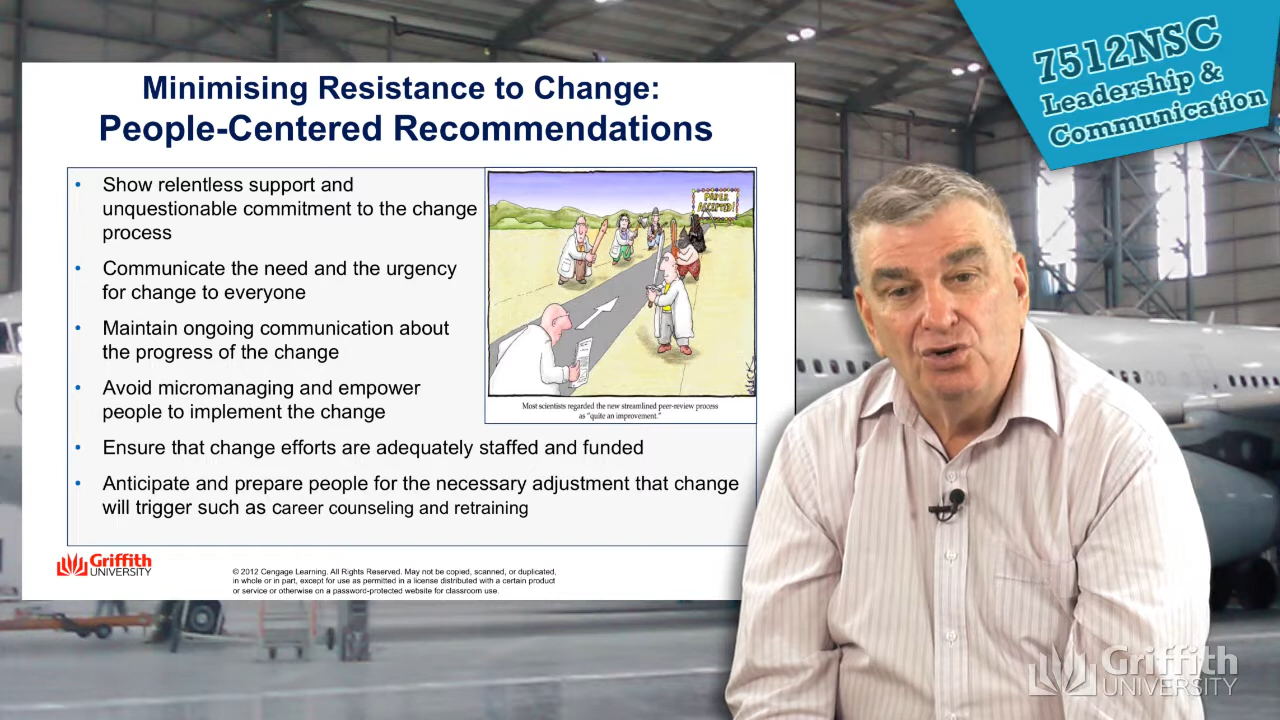 Minimising Resistance to Change:
People-Centered Recommendations
• Show relentless support and
unquestionable commitment to the change
process
• Communicate the need and the urgency
for change to everyone
• Maintain ongoing communication about
the progress of the change
• Avoid micromanaging and empower
people to implement the change
• Ensure that change efforts are adequately staffed and funded
• Anticipate and prepare people for the necessary adjustment that change
will trigger such as career counseling and retraining
PAPER
ACCEPTED!
Most scientists regarded the new streamlined peer-review process
as "quite an improvement."
Griffith
UNIVERSITY
© 2012 Cengage Learning. All Rights Reserved. May not be copied, scanned, or duplicated,
in whole or in part, except for use as permitted in a license distributed with a certain product
or service or otherwise on a password-protected website for classroom use.
7512NSC
Leadership &
Communication
Griffith
UNIVERSITY